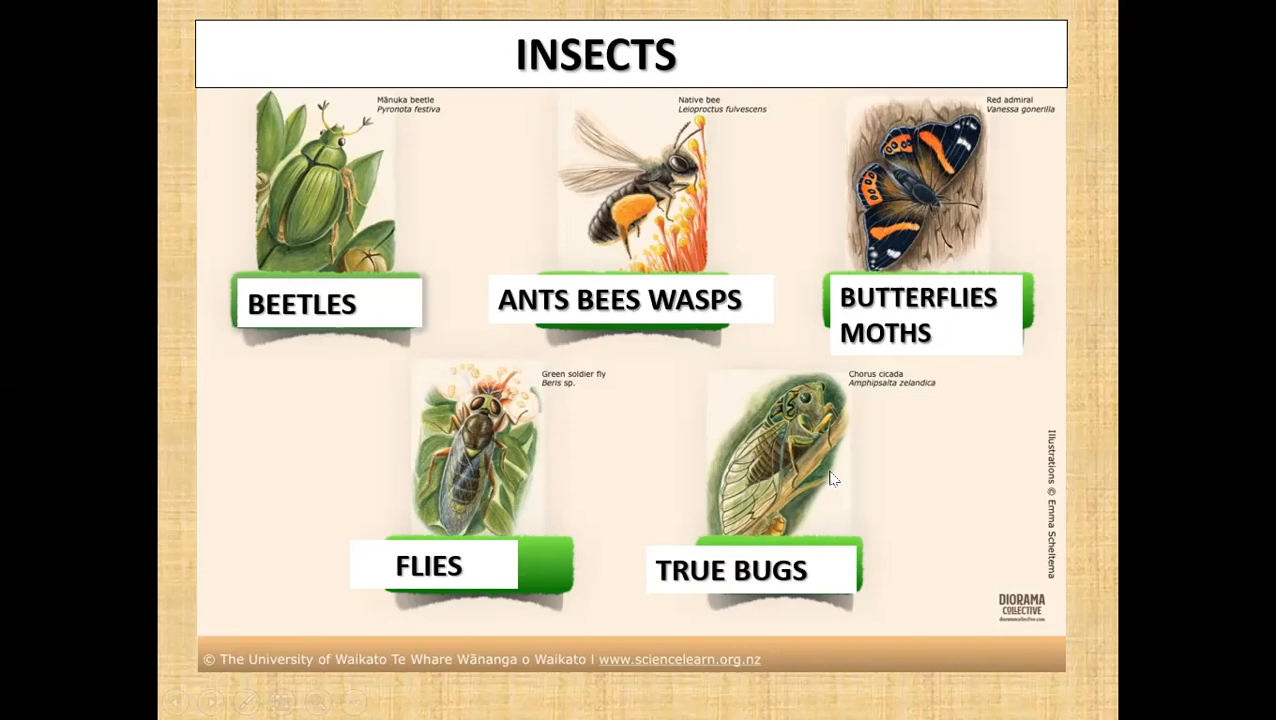 INSECTS
Mānuka beetle
Pyronota festiva
Native bee
Leioproctus fulvescens
Red admiral
Vanessa gonerilla
BEETLES
ANTS BEES WASPS
BUTTERFLIES
MOTHS
Green soldier fly
Beris sp.
Chorus cicada
Amphipsalta zelandica
FLIES
TRUE BUGS
Illustrations © Emma Scheltema
DIORAMA
COLLECTIVE
dioramacollective.com
© The University of Waikato Te Whare Wānanga o Waikato | www.sciencelearn.org.nz